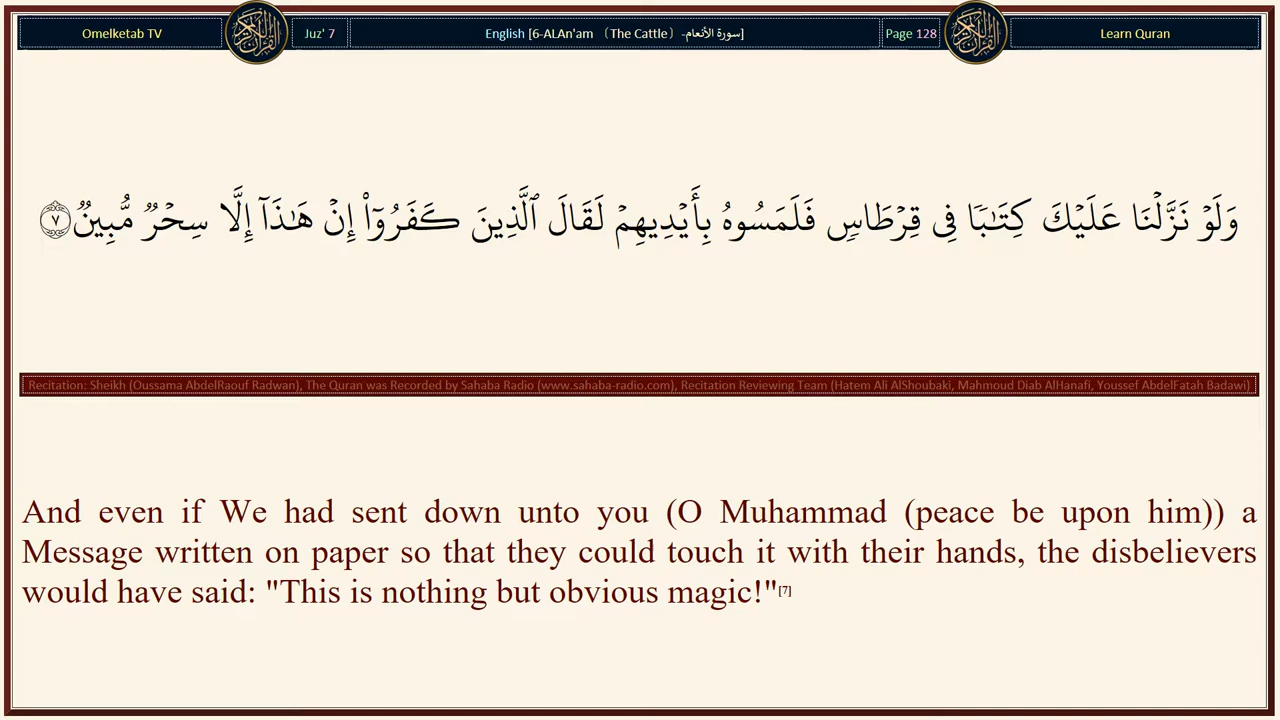 Omelketab TV
Juz' 7
English [6-ALAn'am （The Cattle）-سورة الأنعام]
Page 128
Learn Quran
وَلَوْ نَزَّلْنَا عَلَيْكَ كِتَٰبًا فِى قِرْطَاسٍ فَلَمَسُوهُ بِأَيْدِيهِمْ لَقَالَ ٱلَّذِينَ كَفَرُوٓا۟ إِنْ هَٰذَآ إِلَّا سِحْرٌ مُّبِينٌ ٧
Recitation: Sheikh (Oussama AbdelRaouf Radwan), The Quran was Recorded by Sahaba Radio (www.sahaba-radio.com), Recitation Reviewing Team (Hatem Ali AlShoubaki, Mahmoud Diab AlHanafi, Youssef AbdelFatah Badawi)
And even if We had sent down unto you (O Muhammad (peace be upon him)) a
Message written on paper so that they could touch it with their hands, the disbelievers
would have said: "This is nothing but obvious magic!"[7]